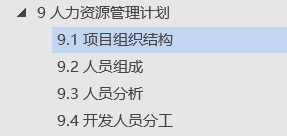 9 人力资源管理计划
9.1 项目组织结构
9.2 人员组成
9.3 人员分析
9.4 开发人员分工